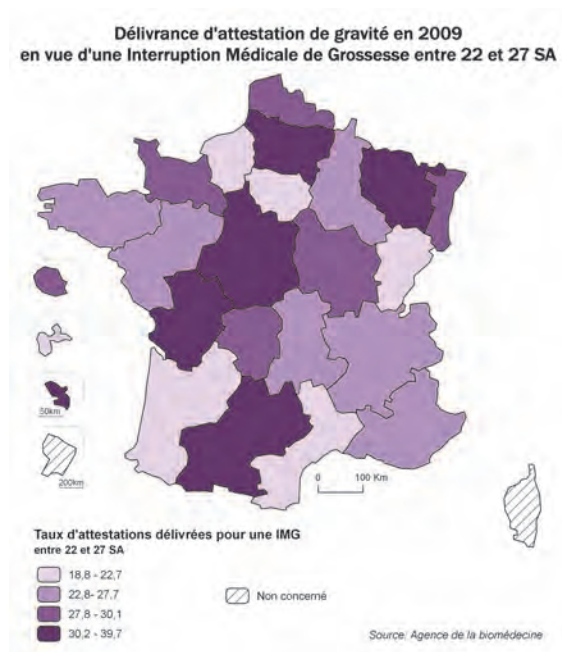 Délivrance d'attestation de gravité en 2009
en vue d'une Interruption Médicale de Grossesse entre 22 et 27 SA
50km
200km
0 100 Km
Taux d'attestations délivrées pour une IMG
entre 22 et 27 SA
18,8 - 22,7
22,8- 27,7
27,8 - 30,1
30,2 - 39,7
Non concerné
Source: Agence de la biomédecine